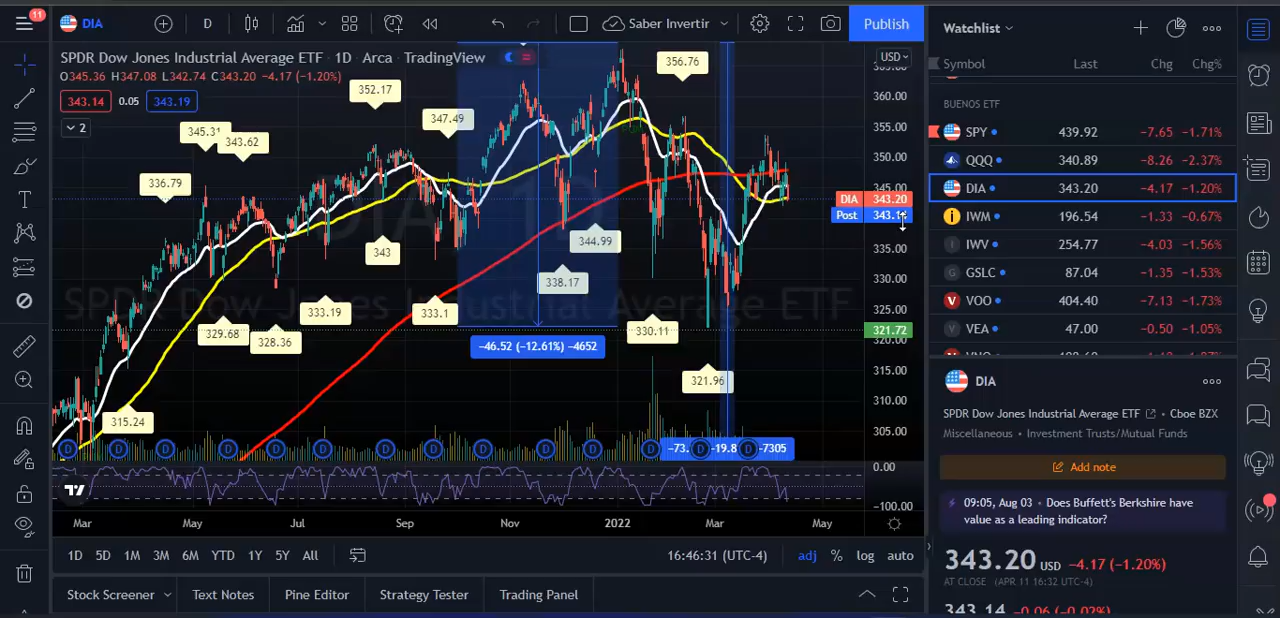 11
DIA
D
Saber Invertir
Publish
SPDR Dow Jones Industrial Average ETF · 1D · Arca · TradingView
O345.36 H347.08 L342.74 C343.20 −4.17 (−1.20%)
343.14 0.05 343.19
2
USD
365.00
360.00
355.00
350.00
345.00
335.00
330.00
325.00
320.00
315.00
310.00
305.00
0.00
−100.00
DIA 343.20
Post
321.72
356.76
352.17
347.49
343.62
336.79
343
344.99
338.17
333.19
333.1
329.68
328.36
330.11
321.96
315.24
−46.52 (−12.61%) −4652
−7305
SPDR Dow Jones Industrial Average ETF
D D D D D D D D D D D D D D
Mar May Jul Sep Nov 2022 Mar May
1D 5D 1M 3M 6M YTD 1Y 5Y All
16:46:31 (UTC-4) adj % log auto
Stock Screener Text Notes Pine Editor Strategy Tester Trading Panel
Watchlist
Symbol Last Chg Chg%
BUENOS ETF
SPY 439.92 −7.65 −1.71%
QQQ 340.89 −8.26 −2.37%
DIA 343.20 −4.17 −1.20%
IWM 196.54 −1.33 −0.67%
IWV 254.77 −4.03 −1.56%
GSLC 87.04 −1.35 −1.53%
VOO 404.40 −7.13 −1.73%
VEA 47.00 −0.50 −1.05%
DIA
SPDR Dow Jones Industrial Average ETF • Cboe BZX
Miscellaneous • Investment Trusts/Mutual Funds
Add note
09:05, Aug 03 • Does Buffett's Berkshire have
value as a leading indicator?
343.20 USD −4.17 (−1.20%)
AT CLOSE (APR 11 16:32 UTC-4)
343.14 −0.06 (−0.02%)